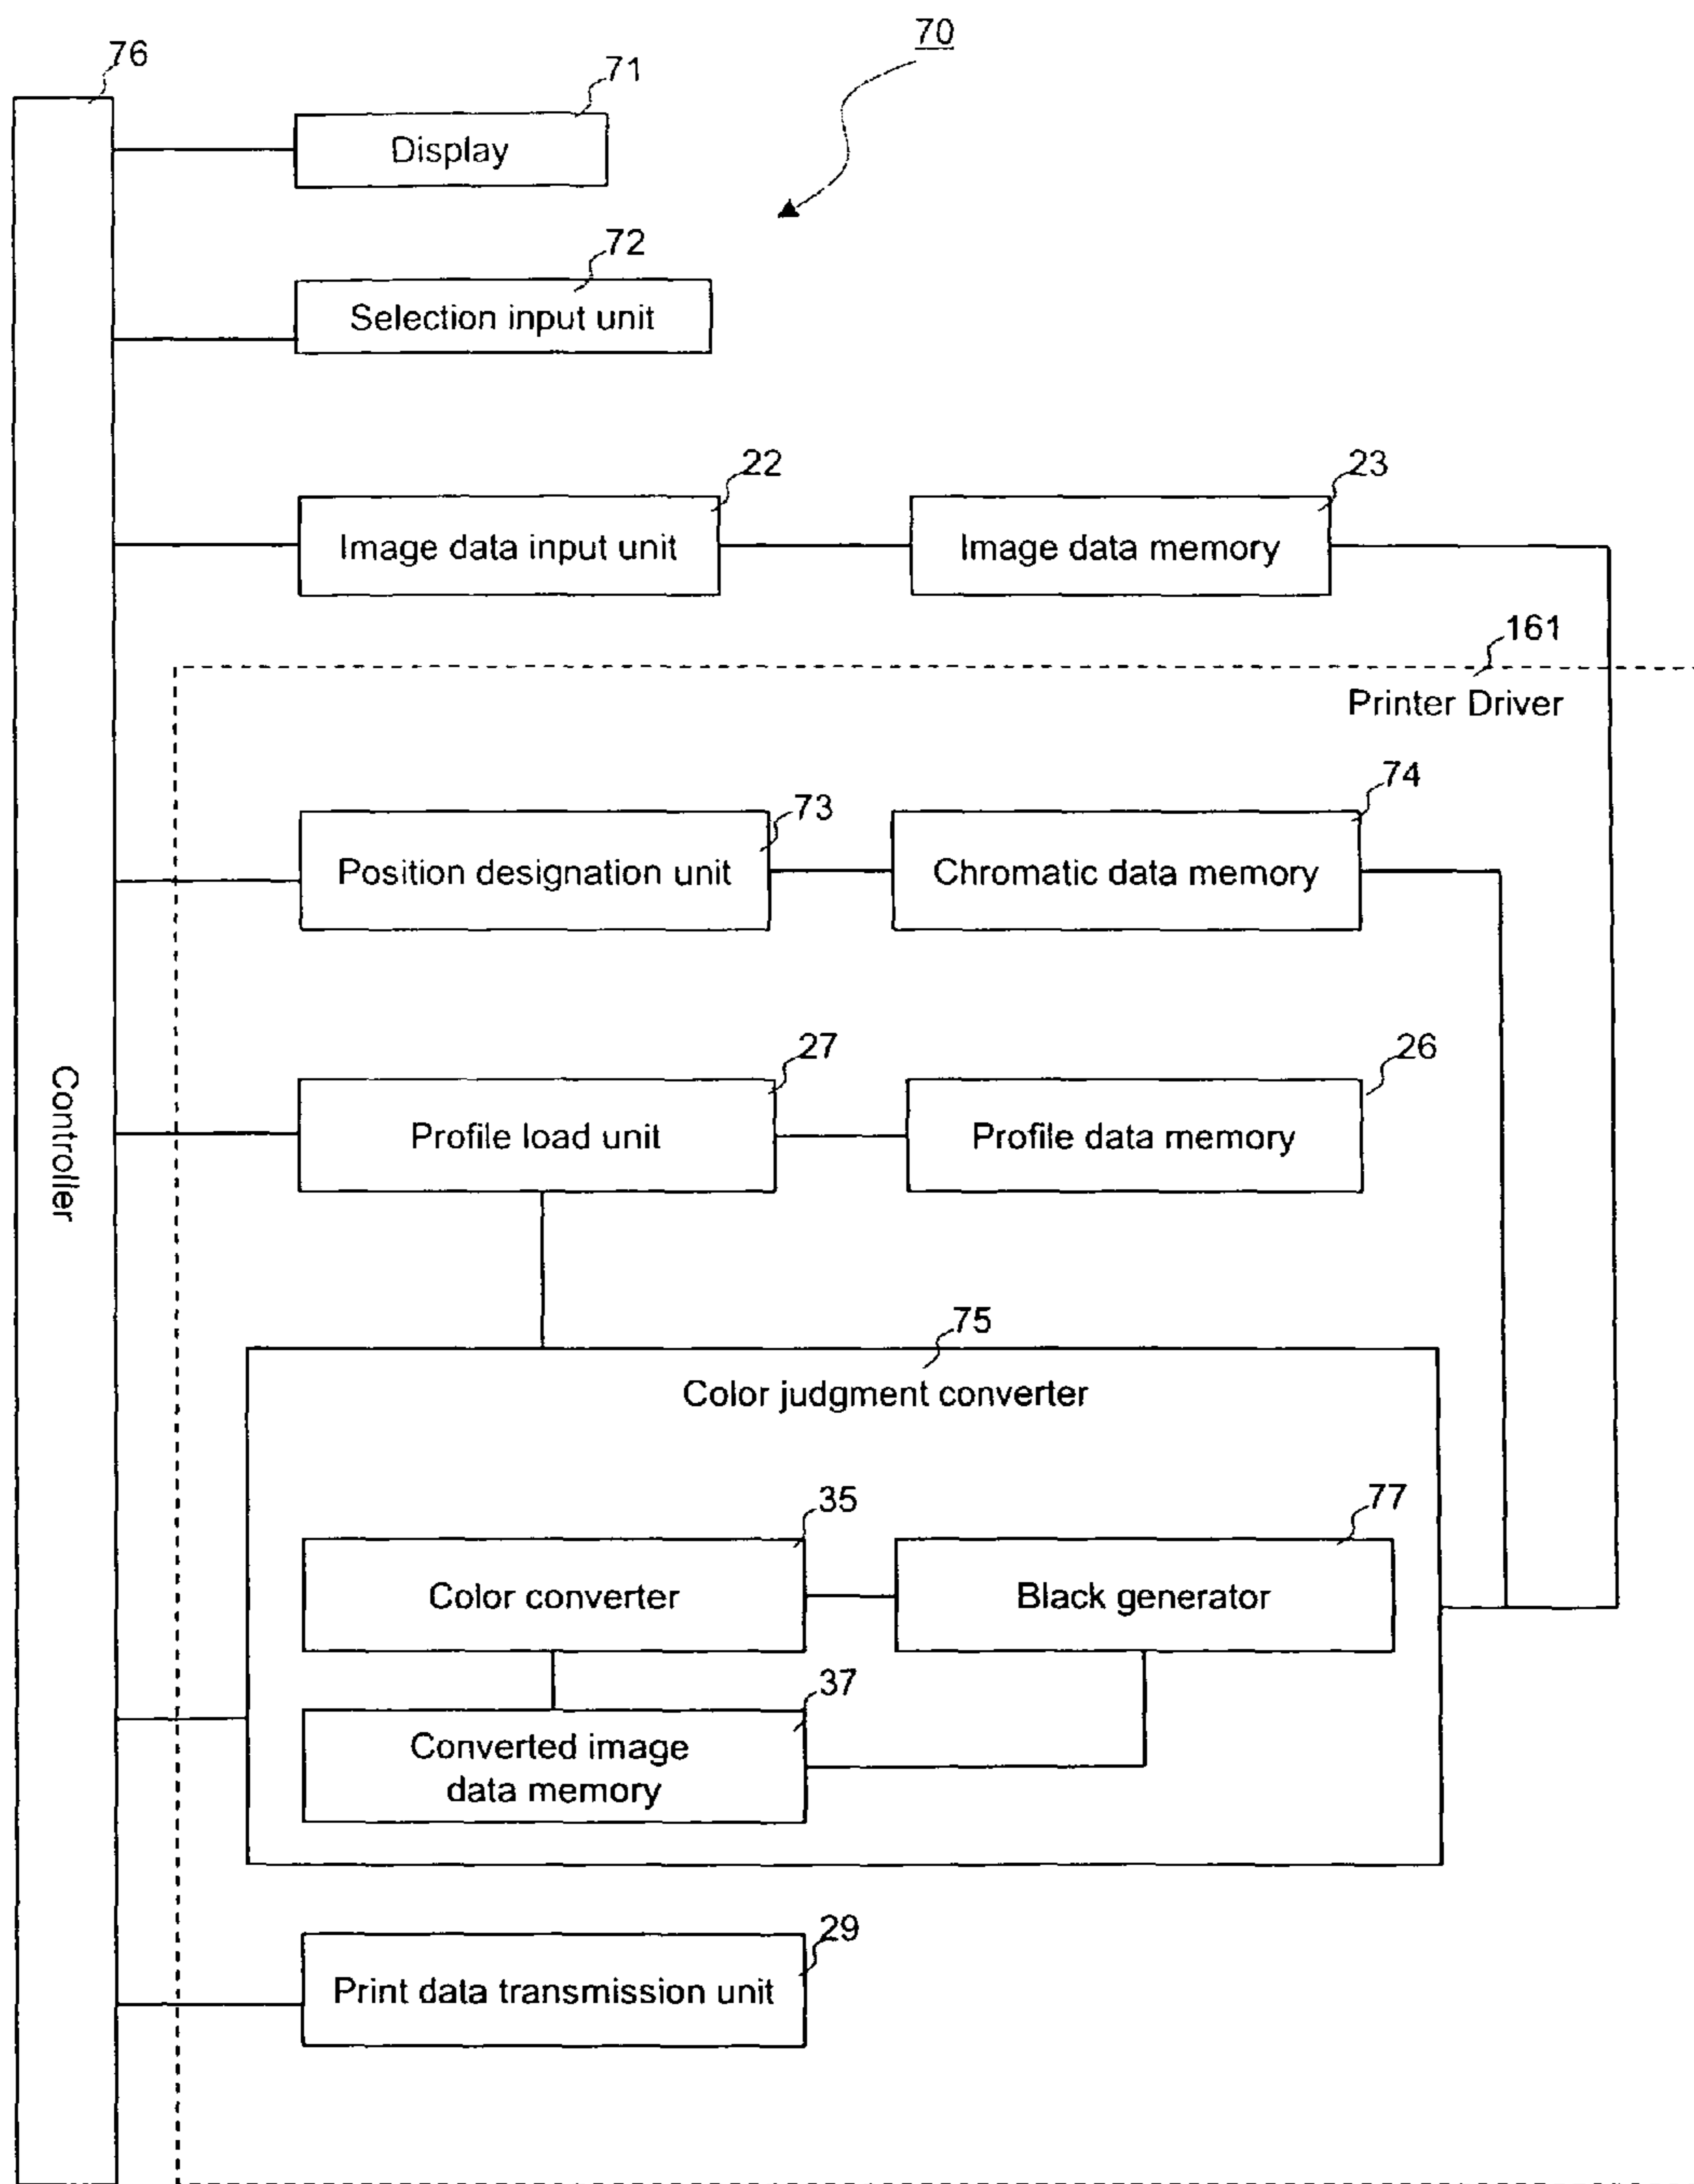 70
76
71
Display
72
Selection input unit
22
23
Image data input unit
Image data memory
161
Printer Driver
73
74
Position designation unit
Chromatic data memory
27
26
Controller
Profile load unit
Profile data memory
75
Color judgment converter
35
77
Color converter
Black generator
37
Converted image
data memory
29
Print data transmission unit